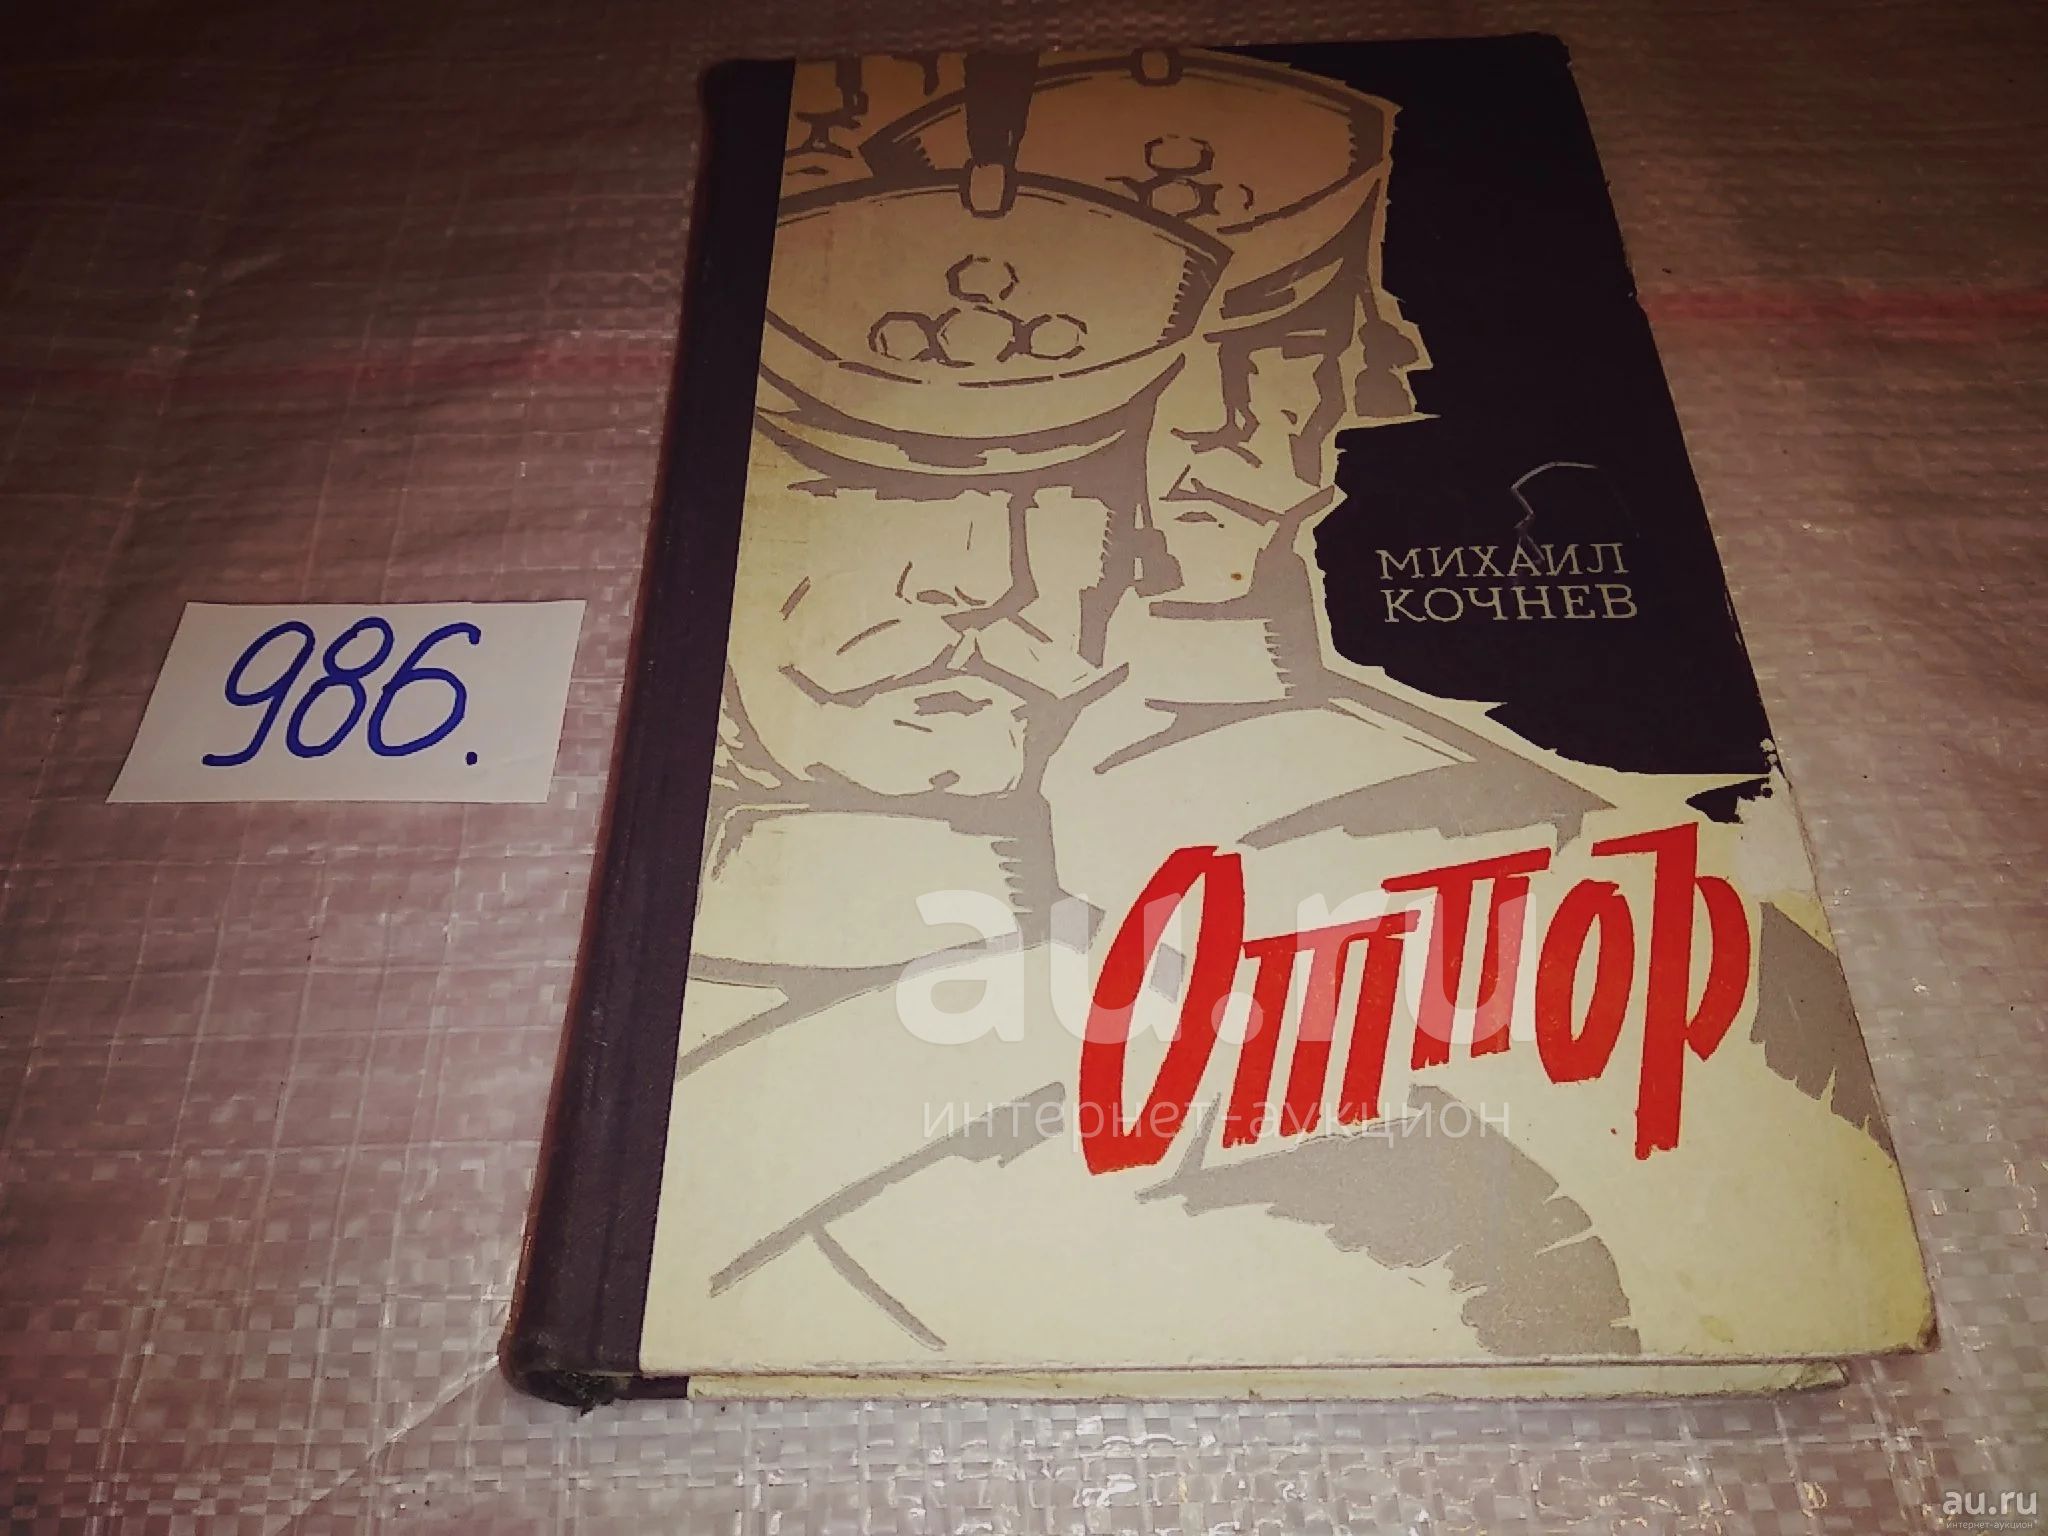 986.
МИХАИЛ
КОЧНЕВ
Отпор
au.ru
интернет-аукцион
au.ru
интернет-аукцион